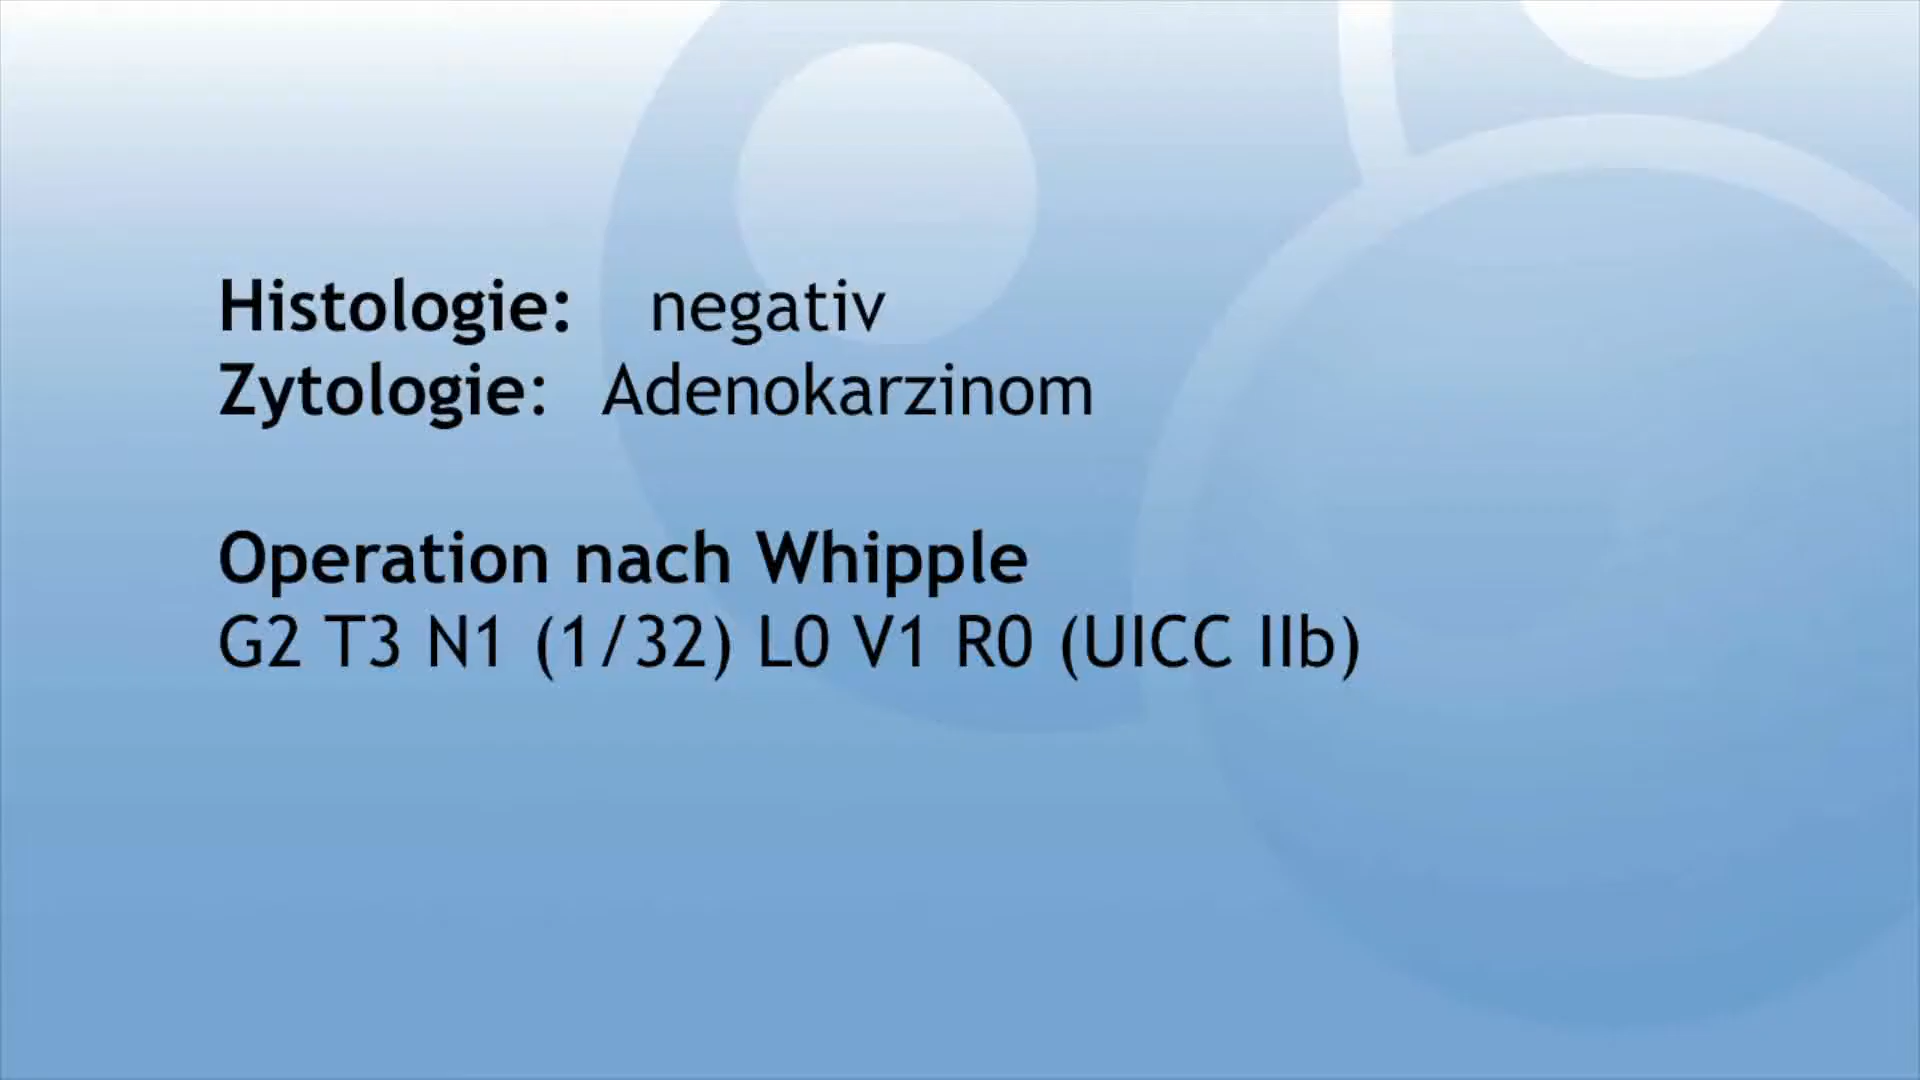 Histologie: negativ
Zytologie: Adenokarzinom
Operation nach Whipple
G2 T3 N1 (1/32) L0 V1 R0 (UICC IIb)